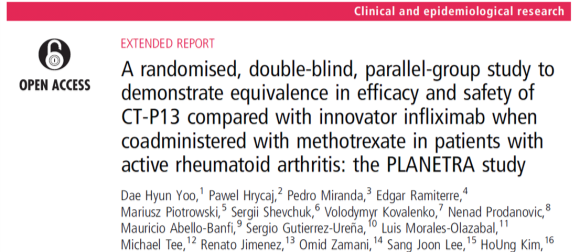 Clinical and epidemiological research
OPEN ACCESS
EXTENDED REPORT
A randomised, double-blind, parallel-group study to
demonstrate equivalence in efficacy and safety of
CT-P13 compared with innovator infliximab when
coadministered with methotrexate in patients with
active rheumatoid arthritis: the PLANETRA study
Dae Hyun Yoo,1 Pawel Hrycaj,2 Pedro Miranda,3 Edgar Ramiterre,4
Mariusz Piotrowski,5 Sergii Shevchuk,6 Volodymyr Kovalenko,7 Nenad Prodanovic,8
Mauricio Abello-Banfi,9 Sergio Gutierrez-Ureña,10 Luis Morales-Olazabal,11
Michael Tee,12 Renato Jimenez,13 Omid Zamani,14 Sang Joon Lee,15 HoUng Kim,16